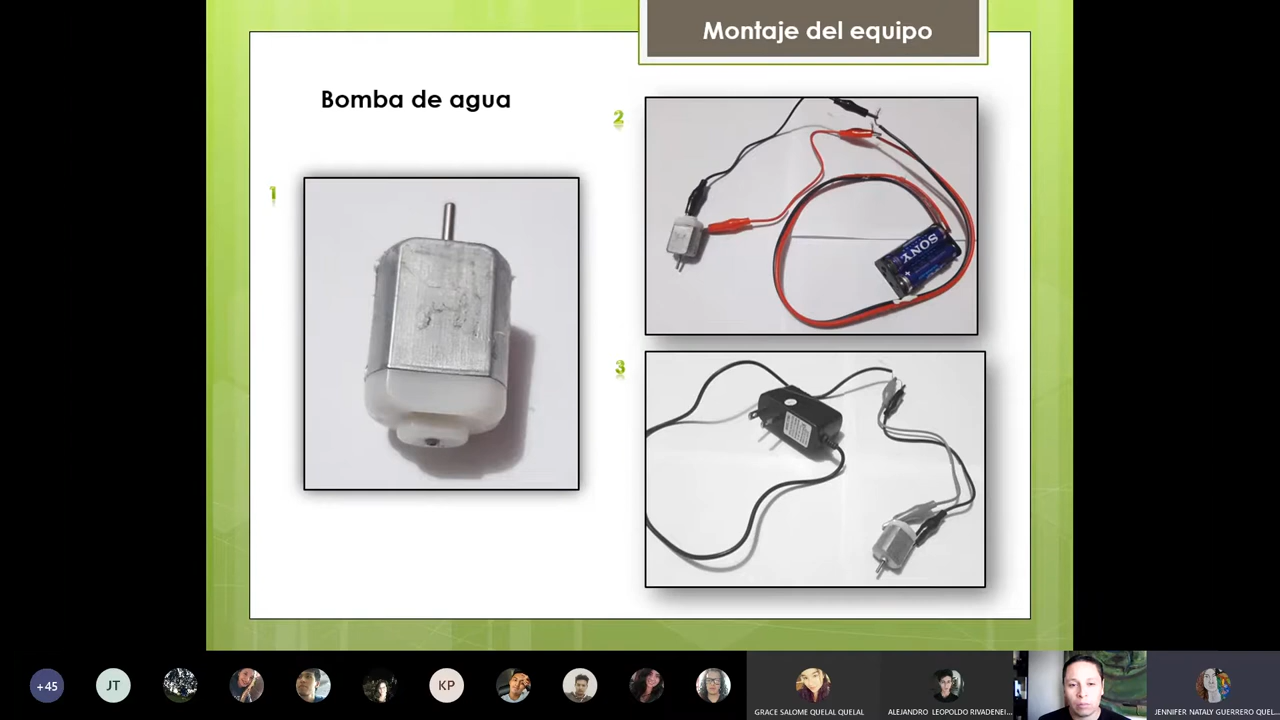 Montaje del equipo
Bomba de agua
1
2
SONY
3
+45
JT
KP
GRACE SALOME QUELAL QUELAL
ALEJANDRO LEOPOLDO RIVADENEI...
JENNIFER NATALY GUERRERO QUEL...